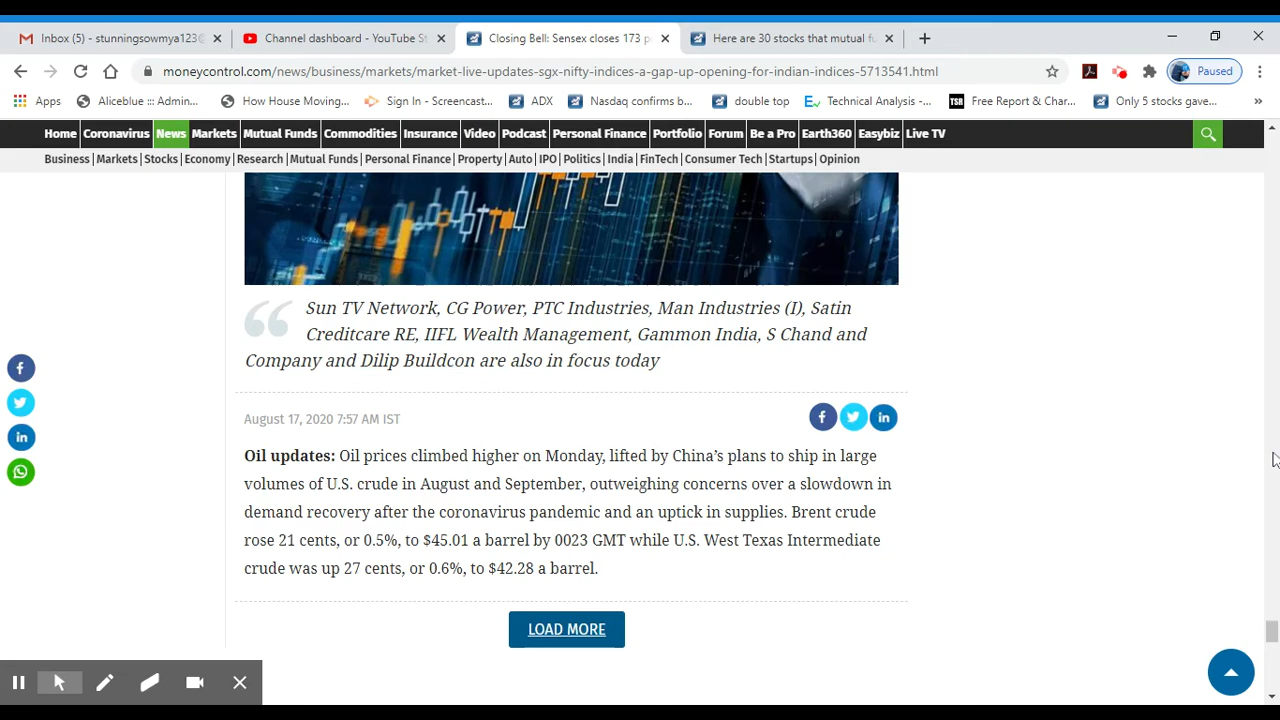 Inbox (5) - stunningsowmya123@
Channel dashboard - YouTube St
Closing Bell: Sensex closes 173 p
Here are 30 stocks that mutual fu
moneycontrol.com/news/business/markets/market-live-updates-sgx-nifty-indices-a-gap-up-opening-for-indian-indices-5713541.html
Paused
Apps
Aliceblue ::: Admin...
How House Moving...
Sign In - Screencast...
ADX
Nasdaq confirms b...
double top
Technical Analysis -...
TSR
Free Report & Char...
Only 5 stocks gave...
Home Coronavirus News Markets Mutual Funds Commodities Insurance Video Podcast Personal Finance Portfolio Forum Be a Pro Earth360 Easybiz Live TV
Business | Markets | Stocks | Economy | Research | Mutual Funds | Personal Finance | Property | Auto | IPO | Politics | India | FinTech | Consumer Tech | Startups | Opinion
Sun TV Network, CG Power, PTC Industries, Man Industries (I), Satin
Creditcare RE, IIFL Wealth Management, Gammon India, S Chand and
Company and Dilip Buildcon are also in focus today
August 17, 2020 7:57 AM IST
Oil updates: Oil prices climbed higher on Monday, lifted by China’s plans to ship in large
volumes of U.S. crude in August and September, outweighing concerns over a slowdown in
demand recovery after the coronavirus pandemic and an uptick in supplies. Brent crude
rose 21 cents, or 0.5%, to $45.01 a barrel by 0023 GMT while U.S. West Texas Intermediate
crude was up 27 cents, or 0.6%, to $42.28 a barrel.
LOAD MORE